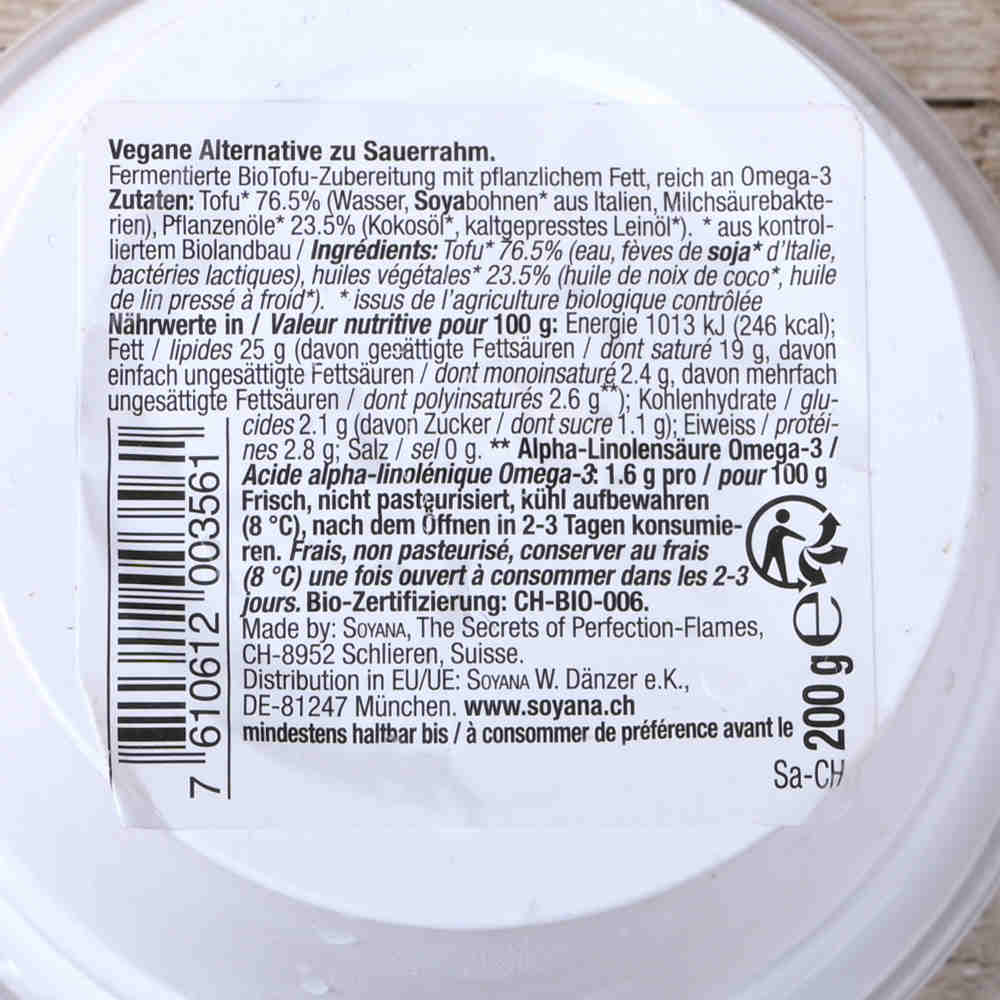 Vegane Alternative zu Sauerrahm.
Fermentierte BioTofu-Zubereitung mit pflanzlichem Fett, reich an Omega-3
Zutaten: Tofu* 76.5% (Wasser, Soyabohnen* aus Italien, Milchsäurebakte-
rien), Pflanzenöle* 23.5% (Kokosöl*, kaltgepresstes Leinöl*). * aus kontrol-
liertem Biolandbau / Ingrédients: Tofu* 76.5% (eau, fèves de soja* d'Italie,
bactéries lactiques), huiles végétales* 23.5% (huile de noix de coco*, huile
de lin pressé à froid*). * issus de l'agriculture biologique contrôlée
Nährwerte in / Valeur nutritive pour 100 g: Energie 1013 kJ (246 kcal);
Fett / lipides 25 g (davon gesättigte Fettsäuren / dont saturé 19 g, davon
einfach ungesättigte Fettsäuren / dont monoinsaturé 2.4 g, davon mehrfach
ungesättigte Fettsäuren / dont polyinsaturés 2.6 g**); Kohlenhydrate / glu-
cides 2.1 g (davon Zucker / dont sucre 1.1 g); Eiweiss / protéi-
nes 2.8 g; Salz / sel 0 g. ** Alpha-Linolensäure Omega-3 /
Acide alpha-linolénique Omega-3: 1.6 g pro / pour 100 g
Frisch, nicht pasteurisiert, kühl aufbewahren
(8 °C), nach dem Öffnen in 2-3 Tagen konsumie-
ren. Frais, non pasteurisé, conserver au frais
(8 °C) une fois ouvert à consommer dans les 2-3
jours. Bio-Zertifizierung: CH-BIO-006.
Made by: SOYANA, The Secrets of Perfection-Flames,
CH-8952 Schlieren, Suisse.
Distribution in EU/UE: SOYANA W. Dänzer e.K.,
DE-81247 München. www.soyana.ch
mindestens haltbar bis / à consommer de préférence avant le
7 610612 003561
200 g e
Sa-CH